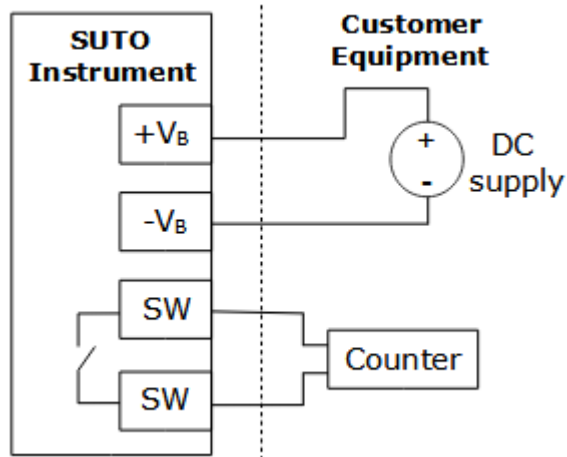 SUTO
Instrument
Customer
Equipment
+VB
-VB
SW
SW
+
-
DC
supply
Counter